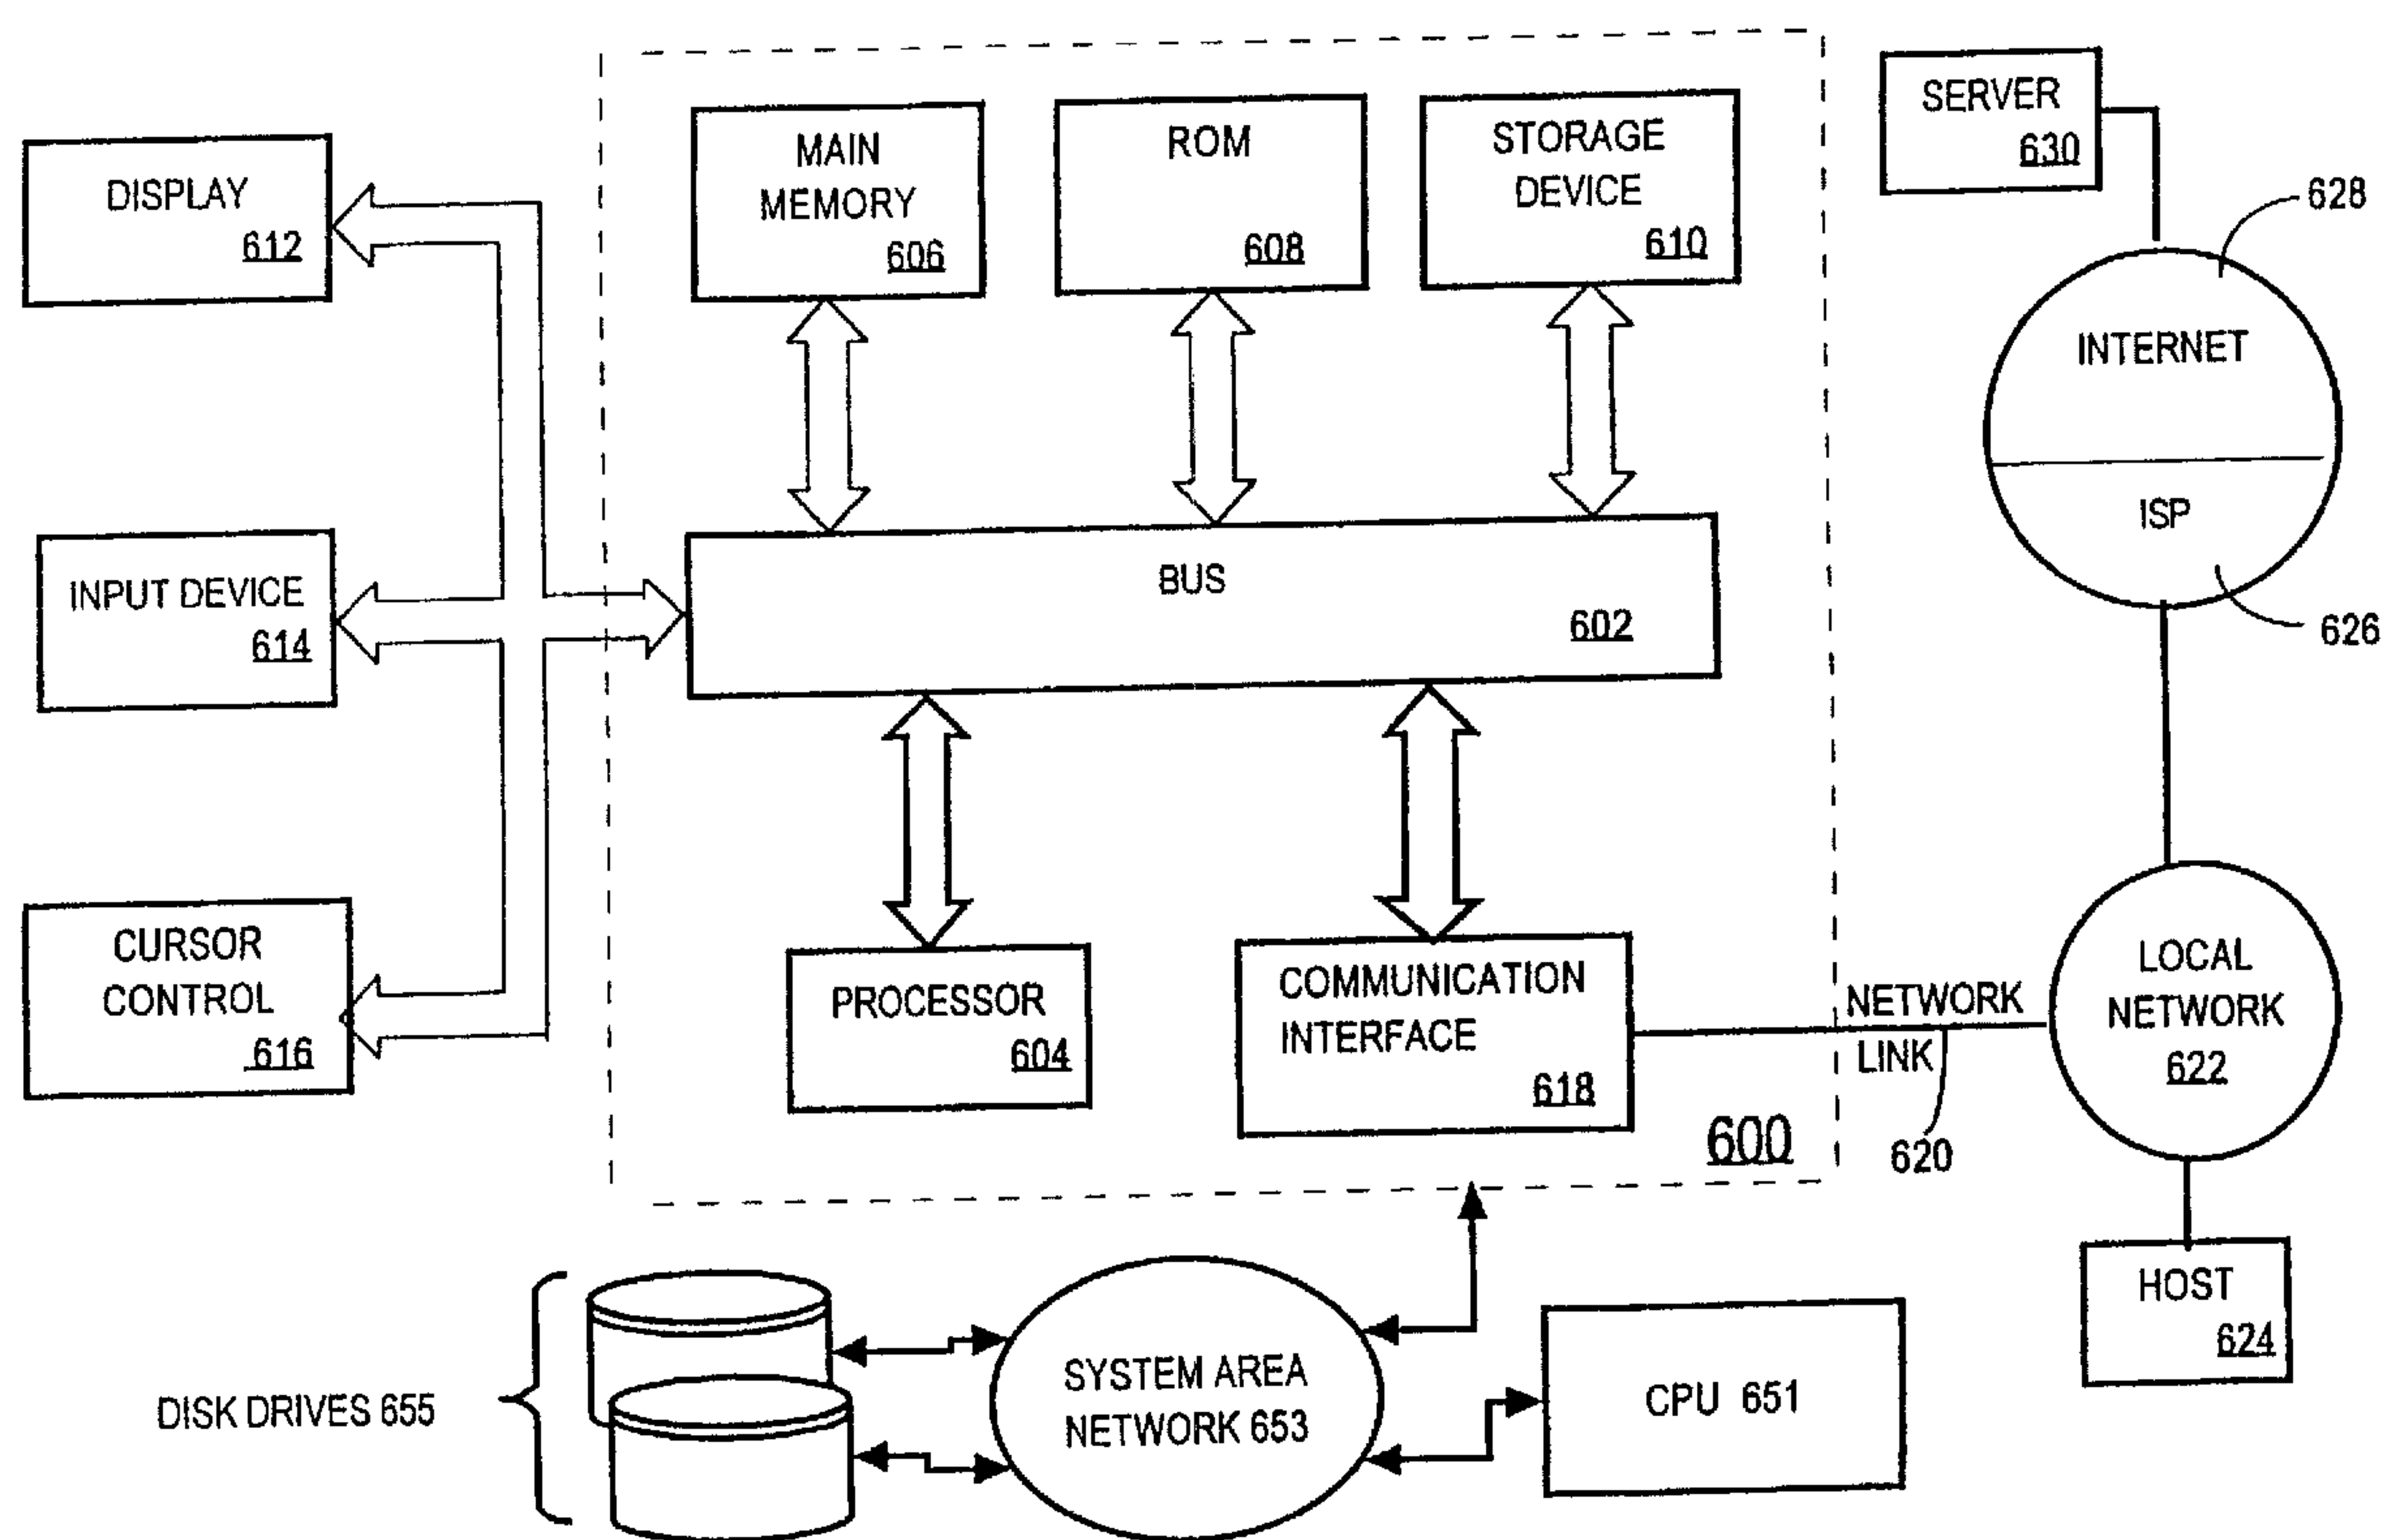 DISPLAY
612
INPUT DEVICE
614
CURSOR
CONTROL
616
MAIN
MEMORY
606
ROM
608
STORAGE
DEVICE
610
BUS
602
PROCESSOR
604
COMMUNICATION
INTERFACE
618
600
SERVER
630
628
INTERNET
ISP
626
NETWORK
LINK
620
LOCAL
NETWORK
622
HOST
624
DISK DRIVES 655
SYSTEM AREA
NETWORK 653
CPU 651